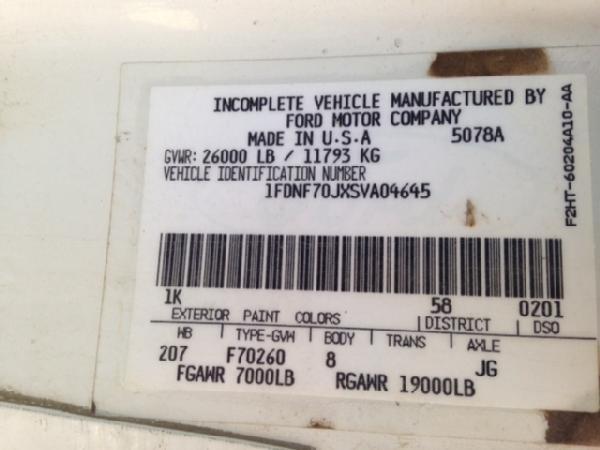 INCOMPLETE VEHICLE MANUFACTURED BY
FORD MOTOR COMPANY
MADE IN U.S.A 5078A
GVWR: 26000 LB / 11793 KG
VEHICLE IDENTIFICATION NUMBER
1FDNF70JXSVA04645
1K 58 0201
EXTERIOR PAINT COLORS DISTRICT DSO
WB TYPE-GVW BODY TRANS AXLE
207 F70260 8 JG
FGAWR 7000LB RGAWR 19000LB
F2HT-60204A10-AA